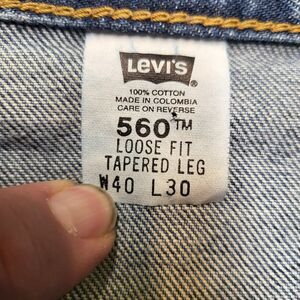 LEVI'S ®
100% COTTON
MADE IN COLOMBIA
CARE ON REVERSE
560™
LOOSE FIT
TAPERED LEG
W40 L30